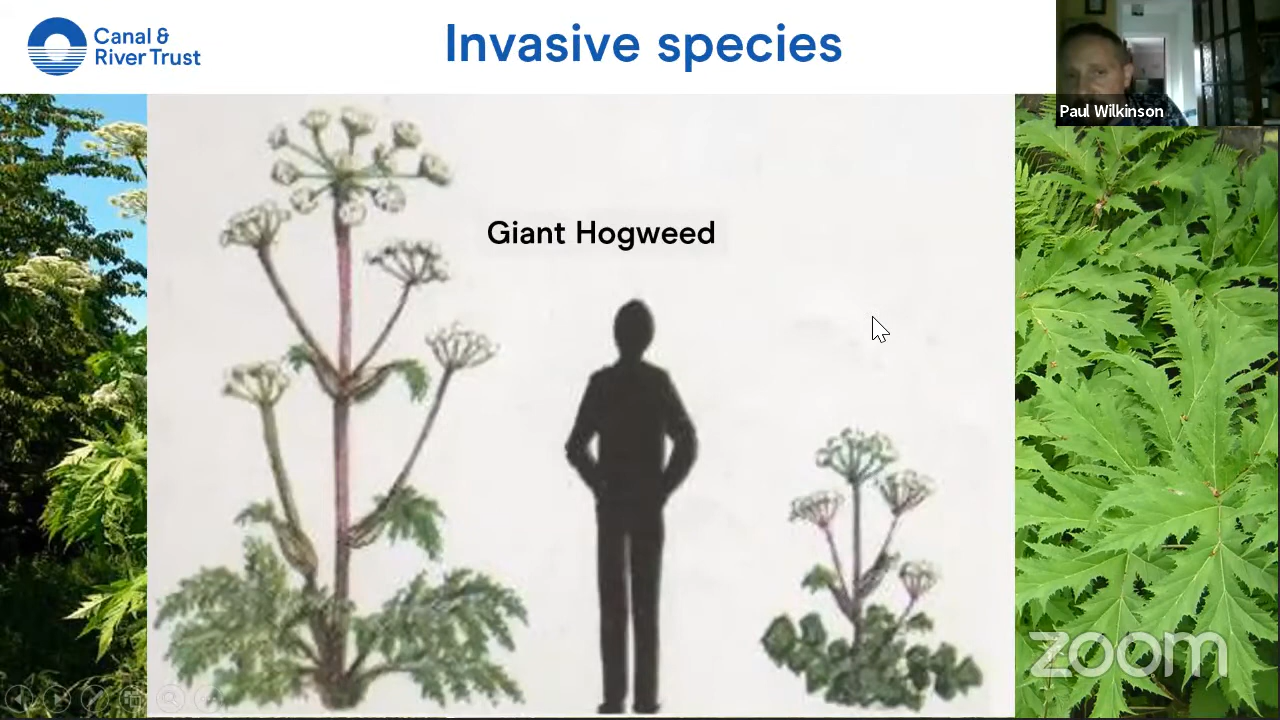 Canal &
River Trust
Invasive species
Paul Wilkinson
Giant Hogweed
zoom